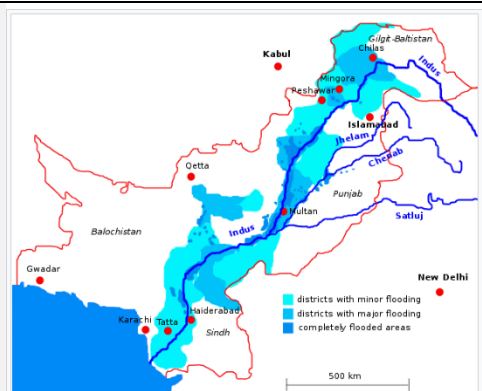 Gilgit-Baltistan
Chilas
Kabul
Indus
Mingora
Peshawar
Islamabad
Jhelam
Chenab
Qetta
Punjab
Multan
Satluj
Indus
Balochistan
Gwadar
New Delhi
districts with minor flooding
districts with major flooding
completely flooded areas
Haiderabad
Karachi
Tatta
Sindh
500 km